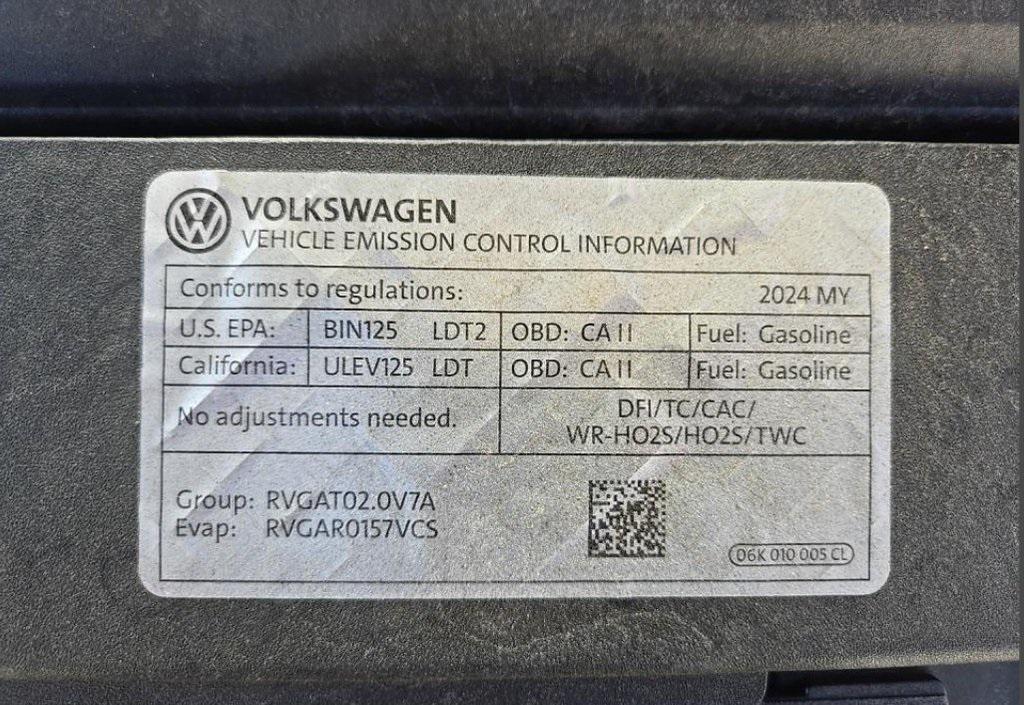 VOLKSWAGEN
VEHICLE EMISSION CONTROL INFORMATION
Conforms to regulations: 2024 MY
U.S. EPA: BIN125 LDT2 OBD: CA II Fuel: Gasoline
California: ULEV125 LDT OBD: CA II Fuel: Gasoline
No adjustments needed.
DFI/TC/CAC/
WR-HO2S/HO2S/TWC
Group: RVGAT02.0V7A
Evap: RVGAR0157VCS
06K 010 005 CL